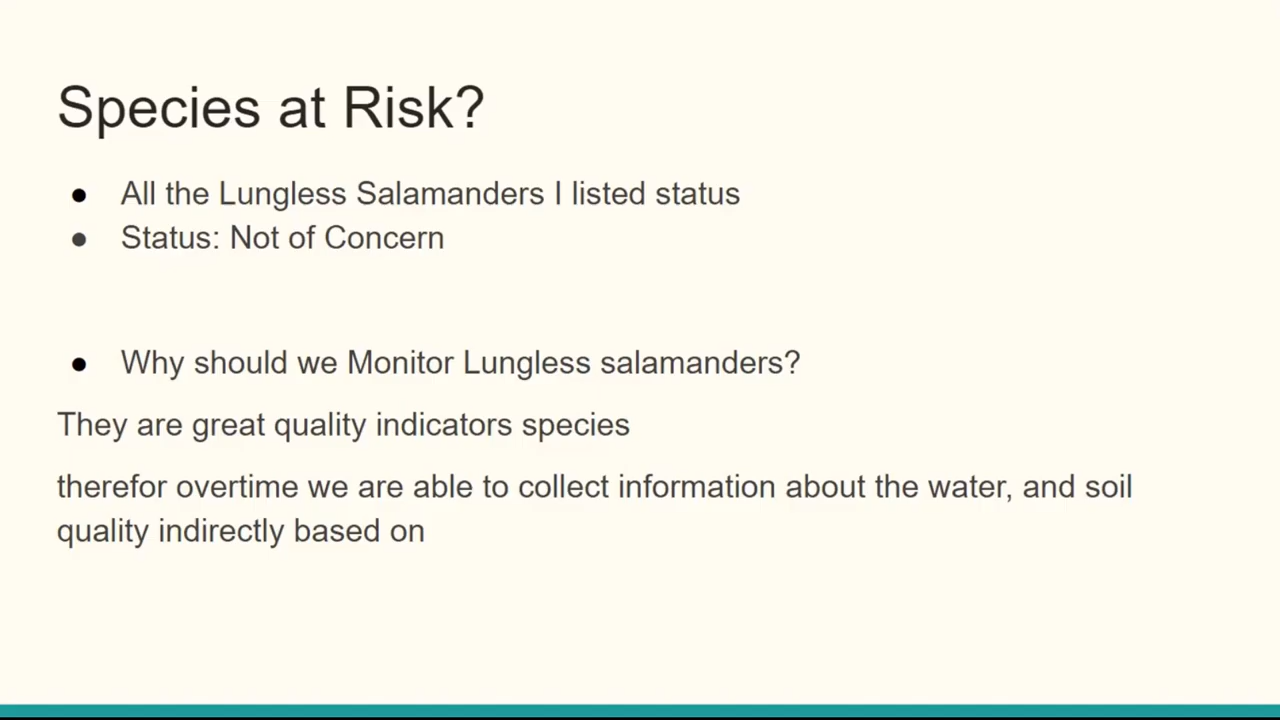 Species at Risk?
● All the Lungless Salamanders I listed status
● Status: Not of Concern
● Why should we Monitor Lungless salamanders?
They are great quality indicators species
therefor overtime we are able to collect information about the water, and soil
quality indirectly based on